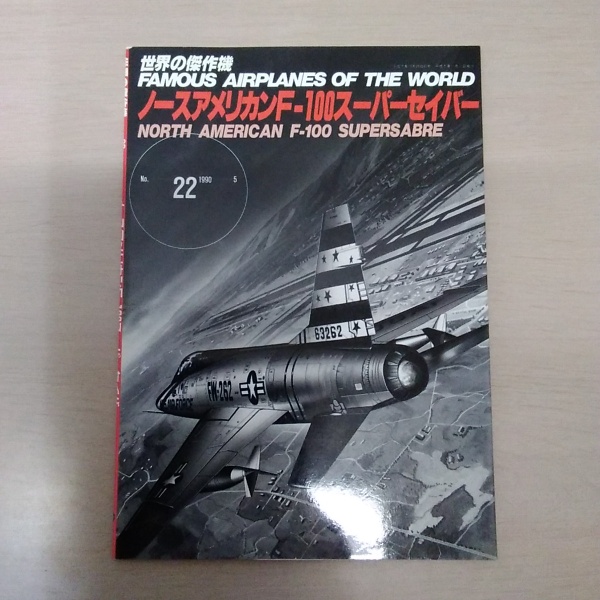 世界の傑作機
FAMOUS AIRPLANES OF THE WORLD
ノースアメリカンF-100スーパーセイバー
NORTH AMERICAN F-100 SUPERSABRE
No. 22 1990 5
63262
FW-262